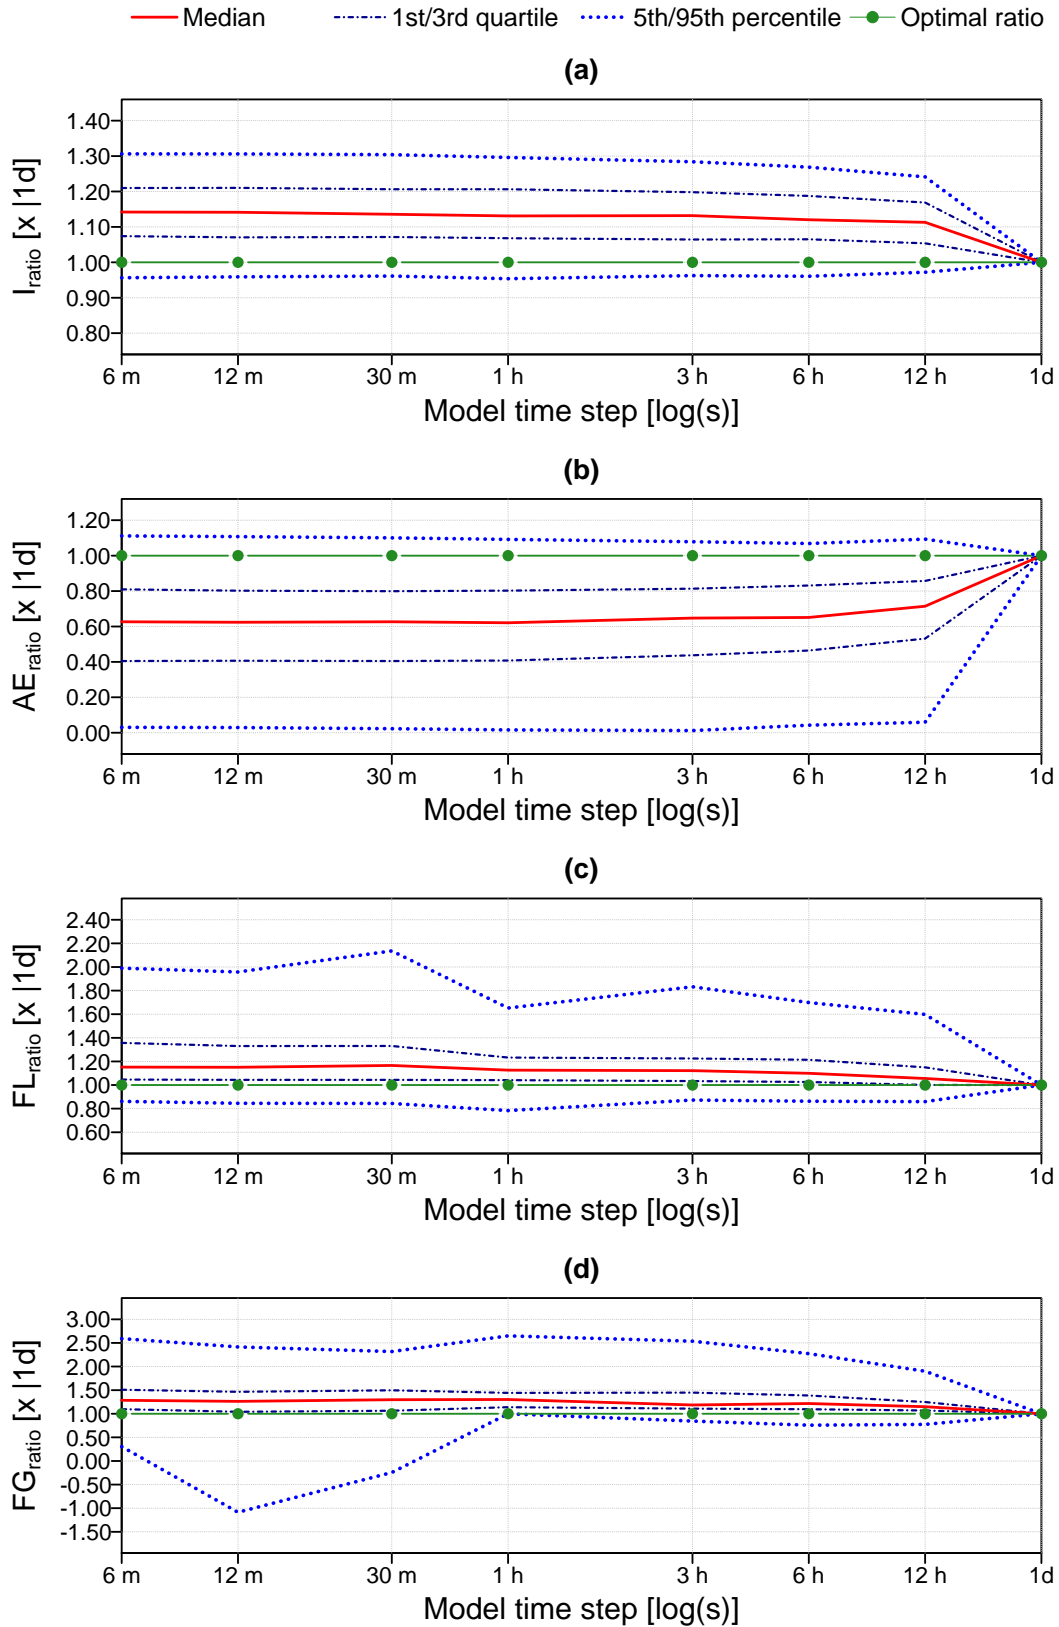 Median 1st/3rd quartile 5th/95th percentile Optimal ratio
(a)
I_ratio [x |1d]
1.40
1.30
1.20
1.10
1.00
0.90
0.80
6 m 12 m 30 m 1 h 3 h 6 h 12 h 1d
Model time step [log(s)]
(b)
AE_ratio [x |1d]
1.20
1.00
0.80
0.60
0.40
0.20
0.00
6 m 12 m 30 m 1 h 3 h 6 h 12 h 1d
Model time step [log(s)]
(c)
FL_ratio [x |1d]
2.40
2.20
2.00
1.80
1.60
1.40
1.20
1.00
0.80
0.60
6 m 12 m 30 m 1 h 3 h 6 h 12 h 1d
Model time step [log(s)]
(d)
FG_ratio [x |1d]
3.00
2.50
2.00
1.50
1.00
0.50
0.00
-0.50
-1.00
-1.50
6 m 12 m 30 m 1 h 3 h 6 h 12 h 1d
Model time step [log(s)]